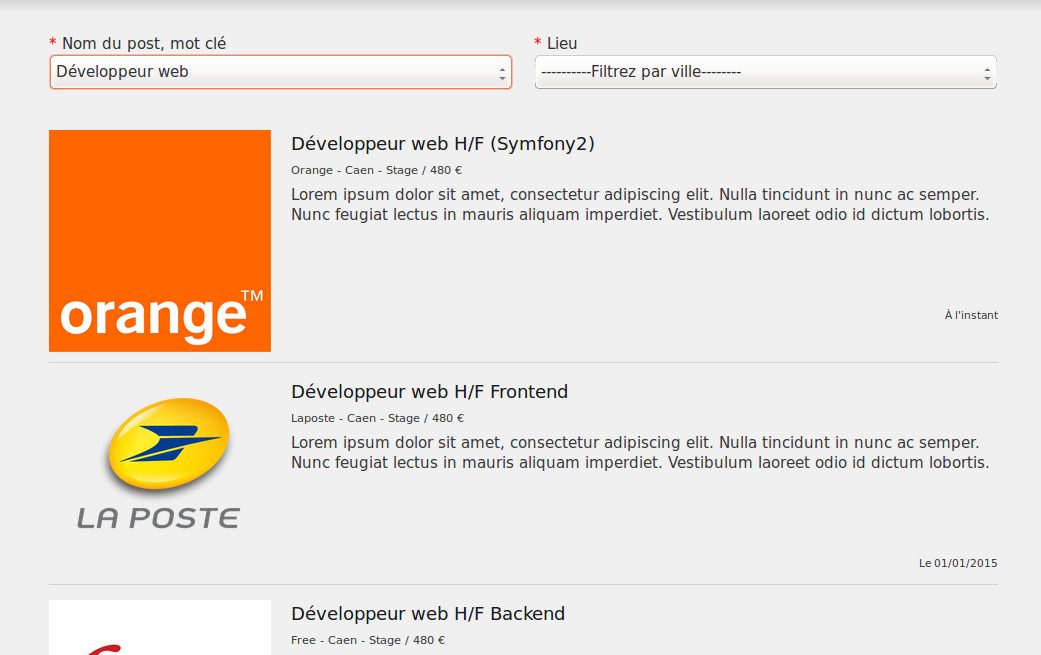 * Nom du post, mot clé
* Lieu
Développeur web
----------Filtrez par ville--------
orange™
Développeur web H/F (Symfony2)
Orange - Caen - Stage / 480 €
Lorem ipsum dolor sit amet, consectetur adipiscing elit. Nulla tincidunt in nunc ac semper.
Nunc feugiat lectus in mauris aliquam imperdiet. Vestibulum laoreet odio id dictum lobortis.
À l'instant
LA POSTE
Développeur web H/F Frontend
Laposte - Caen - Stage / 480 €
Lorem ipsum dolor sit amet, consectetur adipiscing elit. Nulla tincidunt in nunc ac semper.
Nunc feugiat lectus in mauris aliquam imperdiet. Vestibulum laoreet odio id dictum lobortis.
Le 01/01/2015
Développeur web H/F Backend
Free - Caen - Stage / 480 €